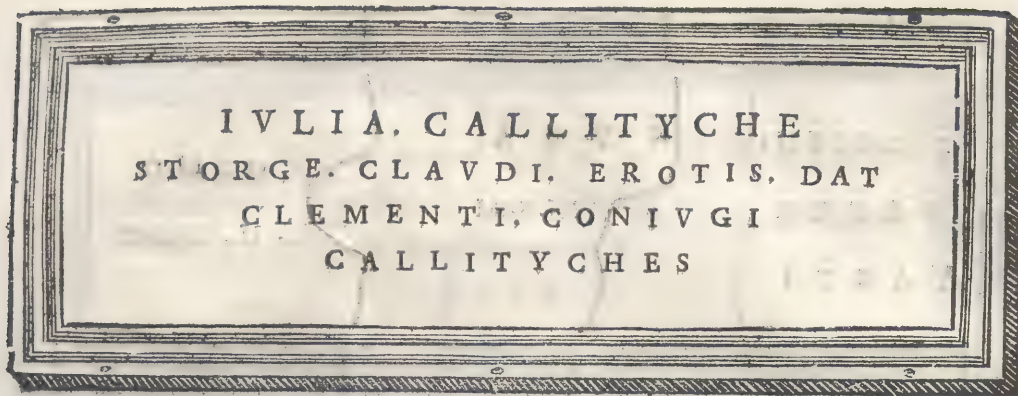 IVLIA. CALLITYCHE
STORGE. CLAVDI. EROTIS. DAT
CLEMENTI. CONIVGI
CALLITYCHES